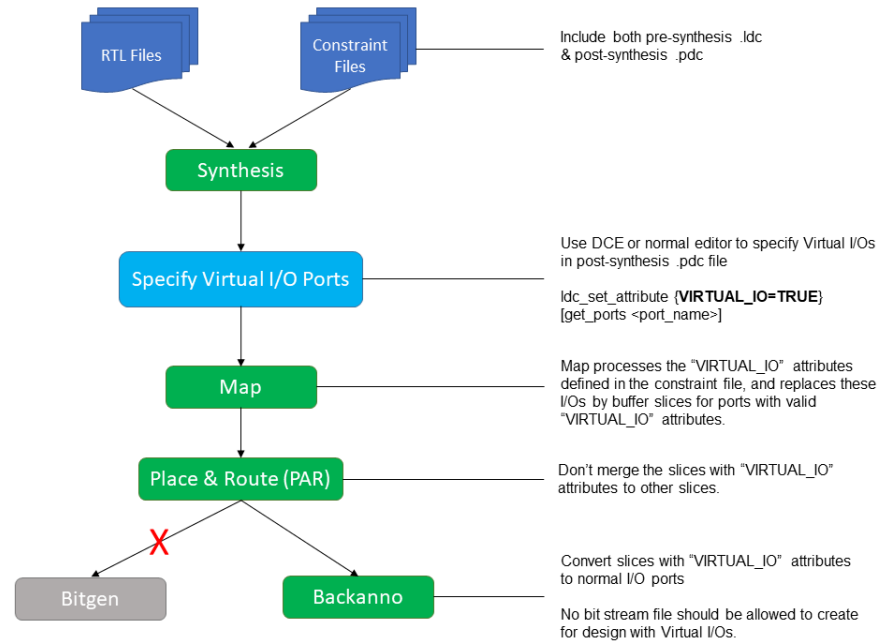 RTL Files
Constraint
Files
Include both pre-synthesis .ldc
& post-synthesis .pdc
Synthesis
Specify Virtual I/O Ports
Use DCE or normal editor to specify Virtual I/Os
in post-synthesis .pdc file
ldc_set_attribute {VIRTUAL_IO=TRUE}
[get_ports <port_name>]
Map
Map processes the "VIRTUAL_IO" attributes
defined in the constraint file, and replaces these
I/Os by buffer slices for ports with valid
"VIRTUAL_IO" attributes.
Place & Route (PAR)
Don't merge the slices with "VIRTUAL_IO"
attributes to other slices.
X
Bitgen
Backanno
Convert slices with "VIRTUAL_IO" attributes
to normal I/O ports
No bit stream file should be allowed to create
for design with Virtual I/Os.